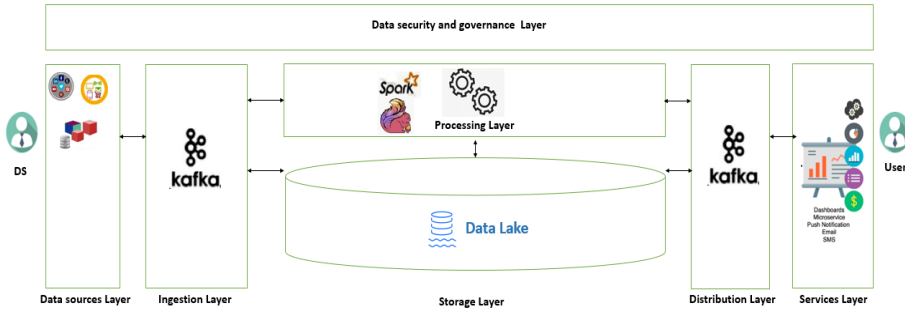 Data security and governance Layer
DS
Spark
Processing Layer
kafka
kafka
Data Lake
User
Dashboards
Microservice
Push Notification
Email
SMS
Data sources Layer
Ingestion Layer
Storage Layer
Distribution Layer
Services Layer